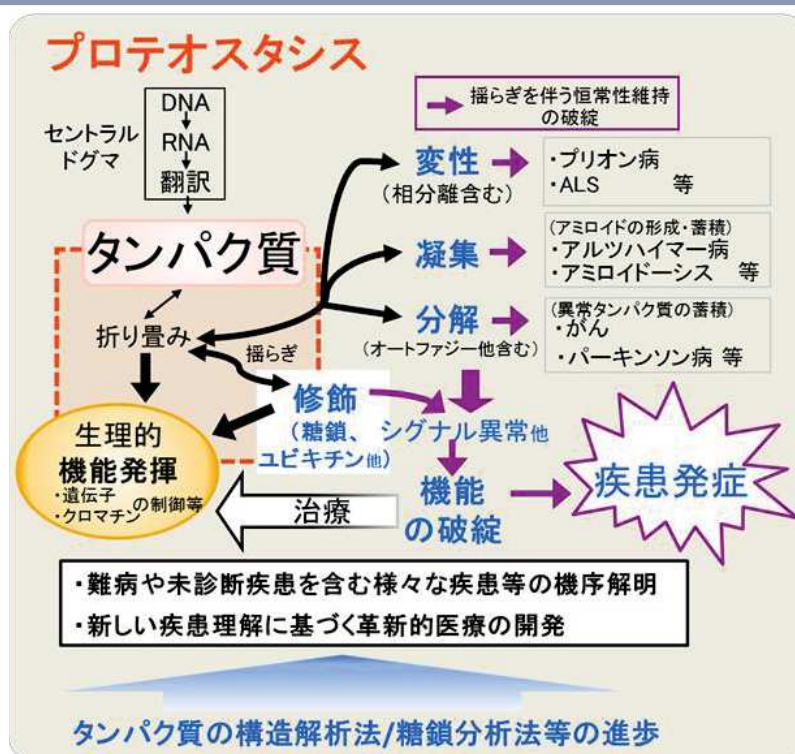 プロテオスタシス
セントラル
ドグマ
DNA
RNA
翻訳
タンパク質
折り畳み
揺らぎ
揺らぎを伴う恒常性維持
の破綻
変性
(相分離含む)
・プリオン病
・ALS 等
凝集
(アミロイドの形成・蓄積)
・アルツハイマー病
・アミロイドーシス 等
分解
(オートファジー他含む)
(異常タンパク質の蓄積)
・がん
・パーキンソン病 等
修飾
(糖鎖、
ユビキチン他)
シグナル異常他
生理的
機能発揮
・遺伝子
・クロマチン
の制御等
治療
機能
の破綻
疾患発症
・難病や未診断疾患を含む様々な疾患等の機序解明
・新しい疾患理解に基づく革新的医療の開発
タンパク質の構造解析法/糖鎖分析法等の進歩